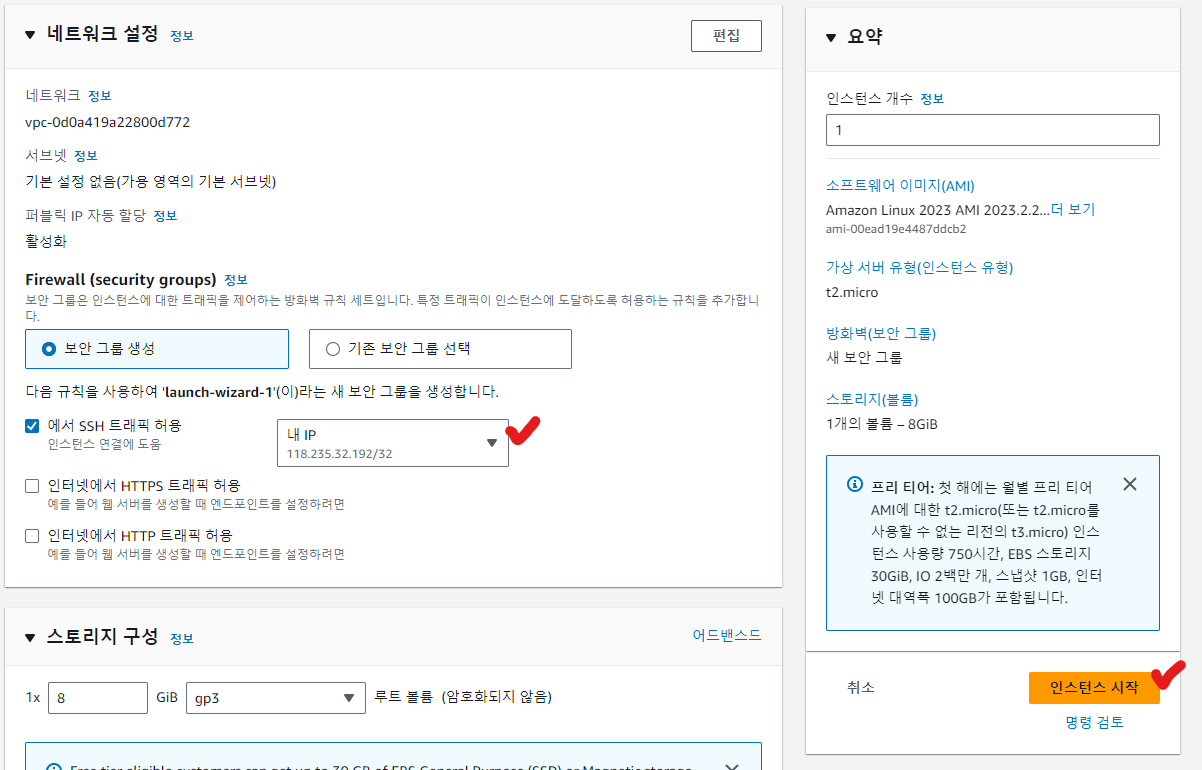 네트워크 설정 정보
편집
네트워크 정보
vpc-0d0a419a22800d772
서브넷 정보
기본 설정 없음(가용 영역의 기본 서브넷)
퍼블릭 IP 자동 할당 정보
활성화
Firewall (security groups) 정보
보안 그룹은 인스턴스에 대한 트래픽을 제어하는 방화벽 규칙 세트입니다. 특정 트래픽이 인스턴스에 도달하도록 허용하는 규칙을 추가합니
다.
보안 그룹 생성
기존 보안 그룹 선택
다음 규칙을 사용하여 'launch-wizard-1'(이)라는 새 보안 그룹을 생성합니다.
에서 SSH 트래픽 허용
인스턴스 연결에 도움
내 IP
118.235.32.192/32
인터넷에서 HTTPS 트래픽 허용
예를 들어 웹 서버를 생성할 때 엔드포인트를 설정하려면
인터넷에서 HTTP 트래픽 허용
예를 들어 웹 서버를 생성할 때 엔드포인트를 설정하려면
스토리지 구성 정보
어드밴스드
1x 8 GiB gp3 루트 볼륨 (암호화되지 않음)
Free tier eligible customers can get up to 30 GB of EBS General Purpose (SSD) or Magnetic storage
요약
인스턴스 개수 정보
1
소프트웨어 이미지(AMI)
Amazon Linux 2023 AMI 2023.2.2...더 보기
ami-00ead19e4487ddcb2
가상 서버 유형(인스턴스 유형)
t2.micro
방화벽(보안 그룹)
새 보안 그룹
스토리지(볼륨)
1개의 볼륨 – 8GiB
프리 티어: 첫 해에는 월별 프리 티어
AMI에 대한 t2.micro(또는 t2.micro를
사용할 수 없는 리전의 t3.micro) 인스
턴스 사용량 750시간, EBS 스토리지
30GiB, IO 2백만 개, 스냅샷 1GB, 인터
넷 대역폭 100GB가 포함됩니다.
취소
인스턴스 시작
명령 검토